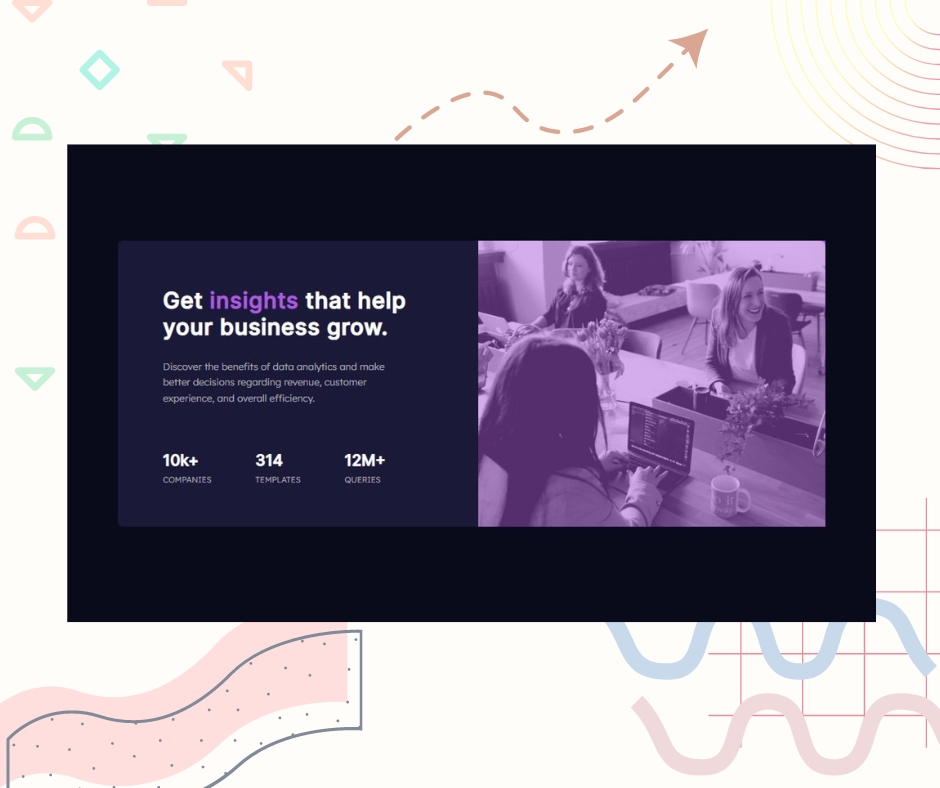 Get insights that help
your business grow.
Discover the benefits of data analytics and make
better decisions regarding revenue, customer
experience, and overall efficiency.
10k+ 314 12M+
COMPANIES TEMPLATES QUERIES